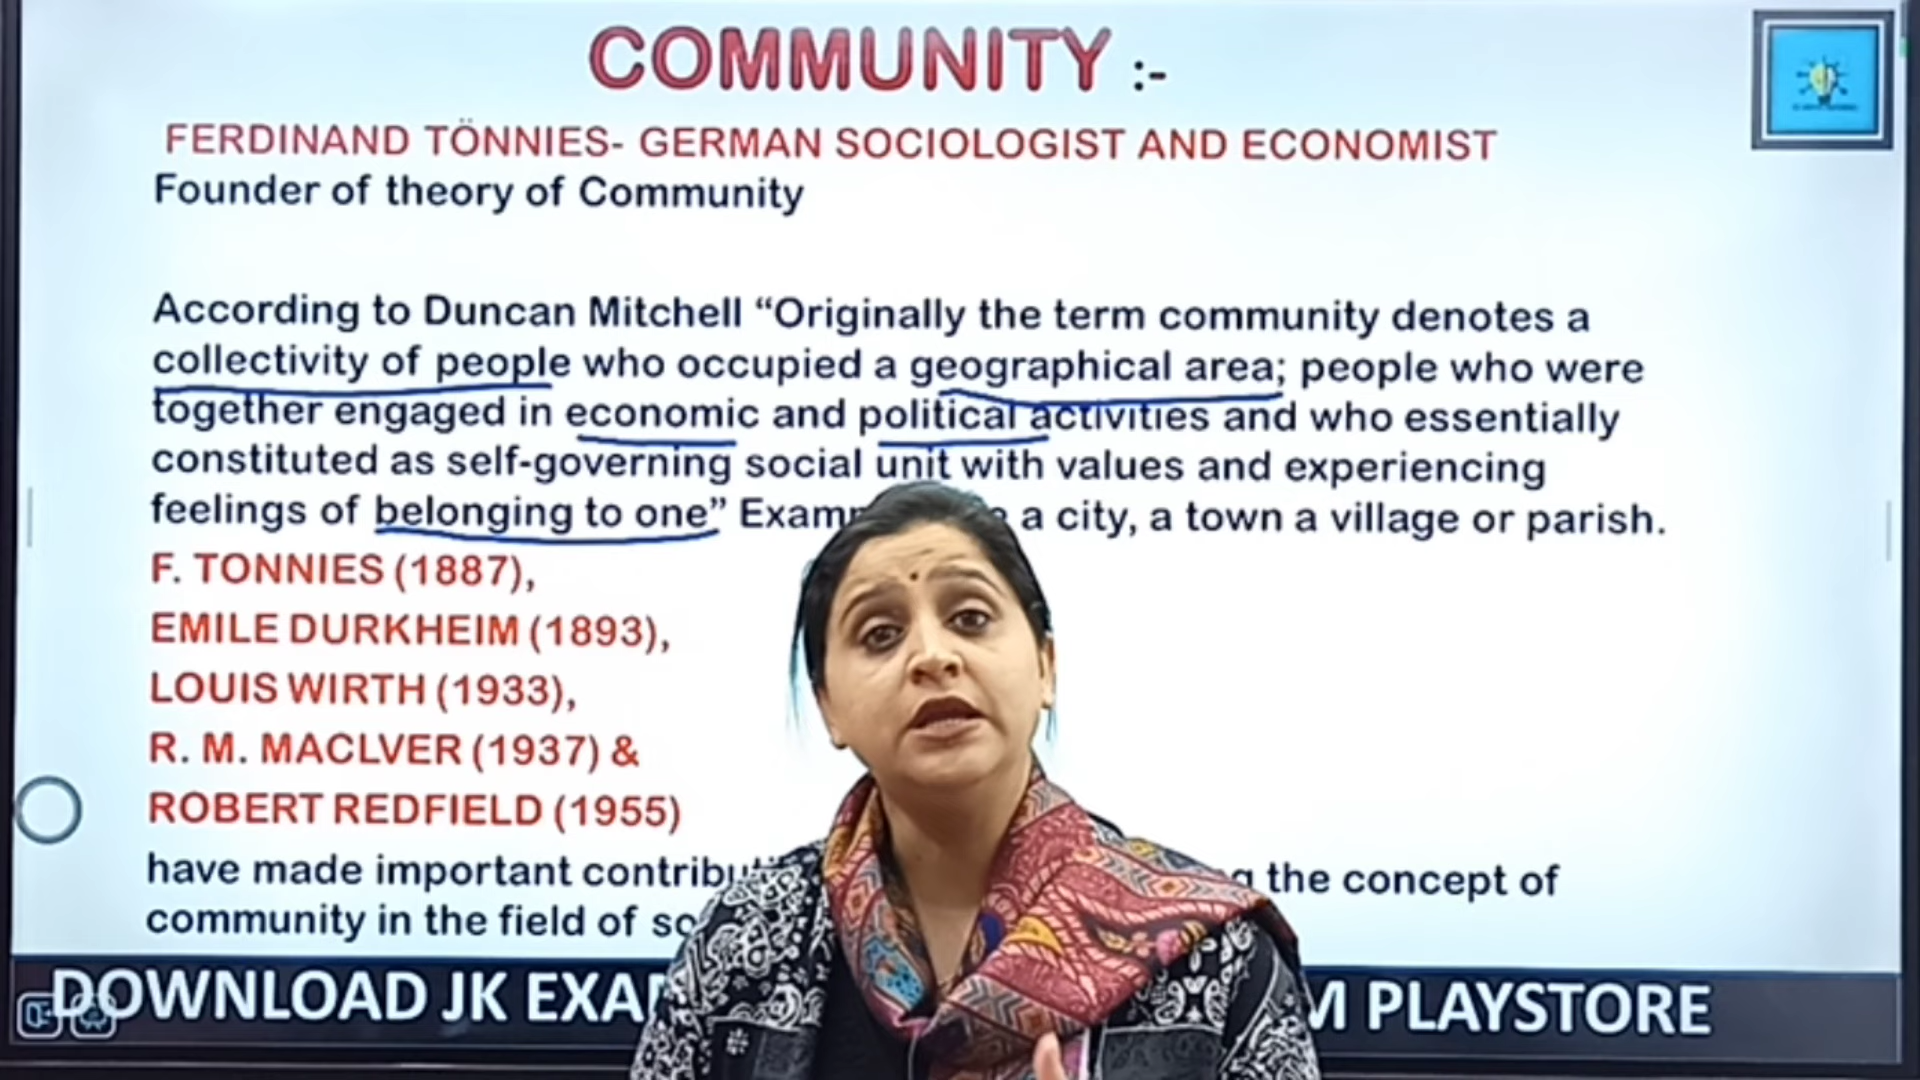 COMMUNITY :-
FERDINAND TÖNNIES- GERMAN SOCIOLOGIST AND ECONOMIST
Founder of theory of Community
According to Duncan Mitchell “Originally the term community denotes a
collectivity of people who occupied a geographical area; people who were
together engaged in economic and political activities and who essentially
constituted as self-governing social unit with values and experiencing
feelings of belonging to one” a city, a town a village or parish.
F. TONNIES (1887),
EMILE DURKHEIM (1893),
LOUIS WIRTH (1933),
R. M. MACLVER (1937) &
ROBERT REDFIELD (1955)
have made important the concept of
community in the field of
DOWNLOAD JK PLAYSTORE